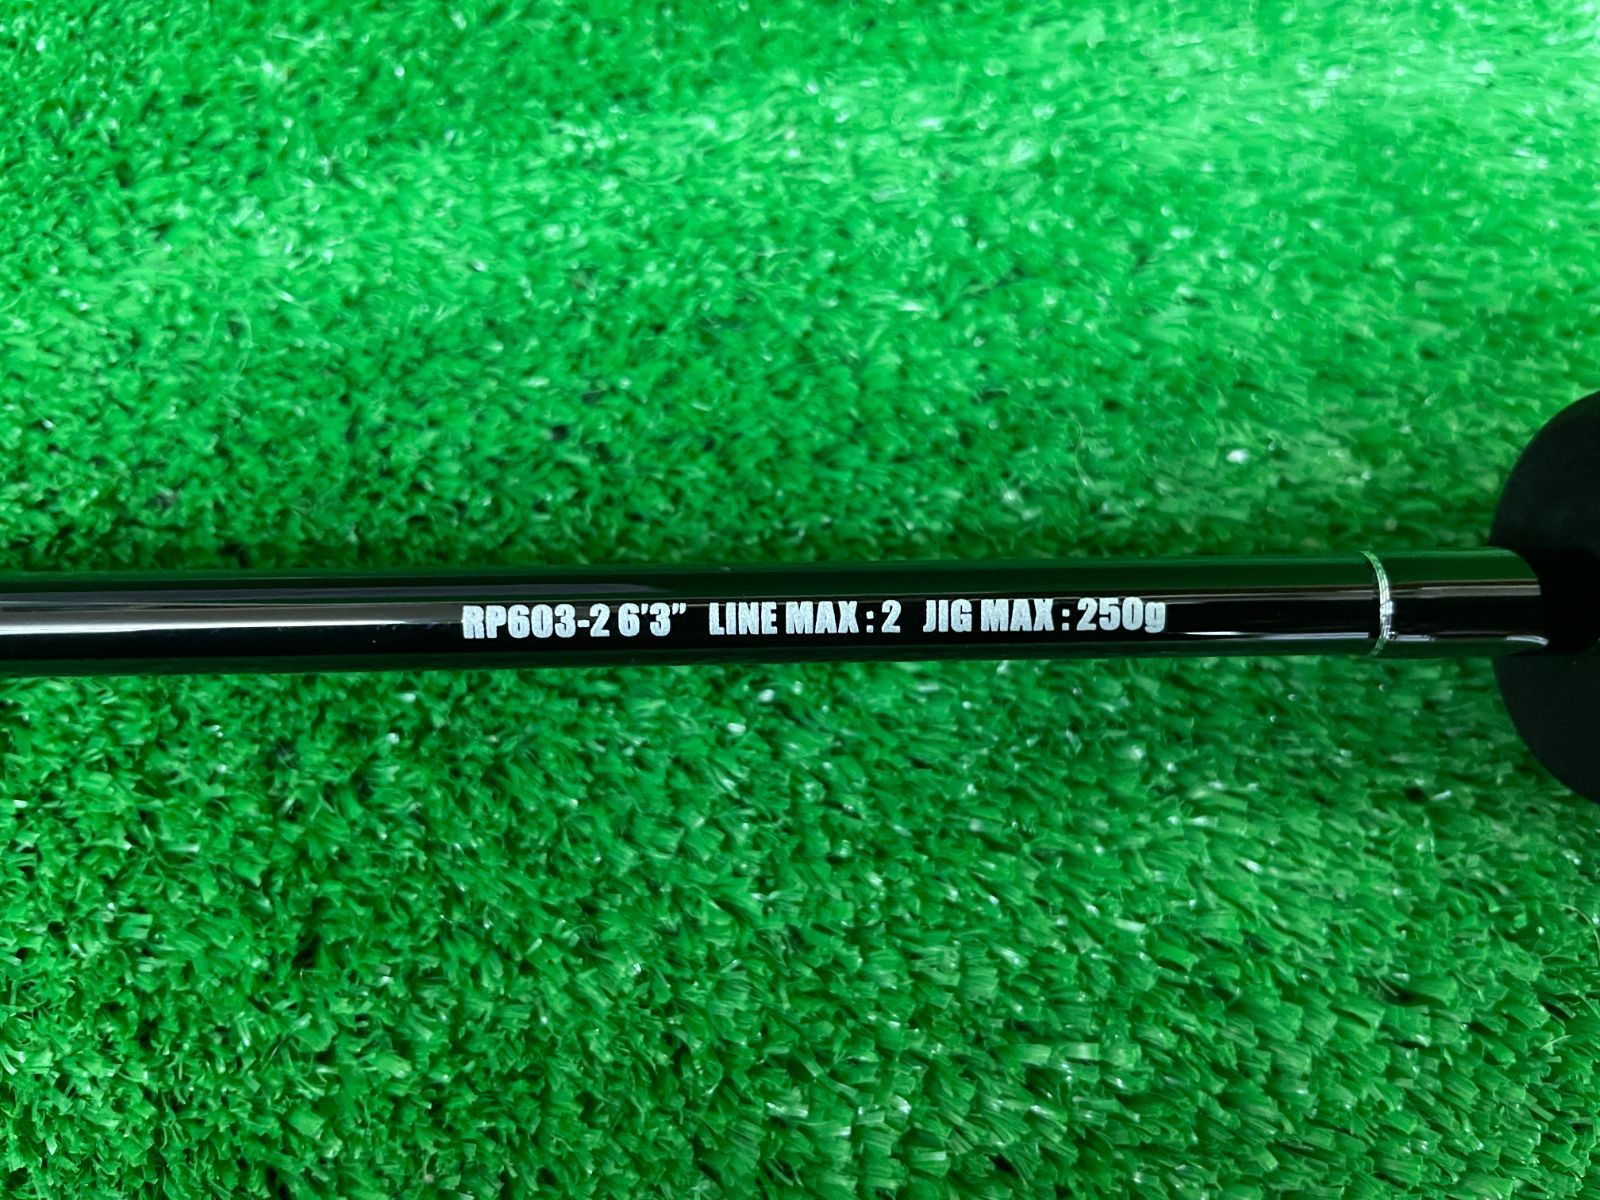 RP603-2 6’3” LINE MAX : 2 JIG MAX : 250g